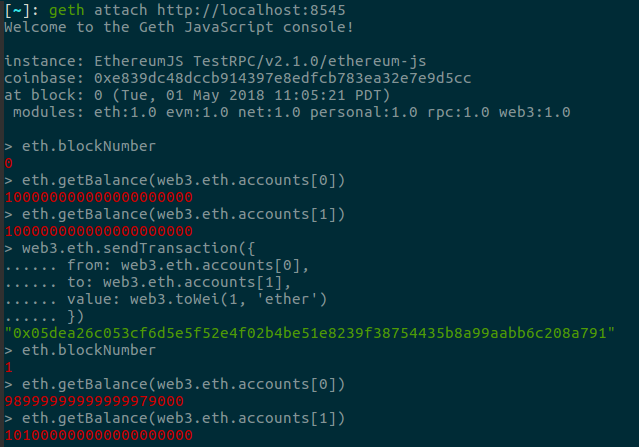 [~]: geth attach http://localhost:8545
Welcome to the Geth JavaScript console!
instance: EthereumJS TestRPC/v2.1.0/ethereum-js
coinbase: 0xe839dc48dccb914397e8edfcb783ea32e7e9d5cc
at block: 0 (Tue, 01 May 2018 11:05:21 PDT)
modules: eth:1.0 evm:1.0 net:1.0 personal:1.0 rpc:1.0 web3:1.0
> eth.blockNumber
0
> eth.getBalance(web3.eth.accounts[0])
100000000000000000000
> eth.getBalance(web3.eth.accounts[1])
100000000000000000000
> web3.eth.sendTransaction({
...... from: web3.eth.accounts[0],
...... to: web3.eth.accounts[1],
...... value: web3.toWei(1, 'ether')
...... })
"0x05dea26c053cf6d5e5f52e4f02b4be51e8239f38754435b8a99aabb6c208a791"
> eth.blockNumber
1
> eth.getBalance(web3.eth.accounts[0])
98999999999999979000
> eth.getBalance(web3.eth.accounts[1])
101000000000000000000